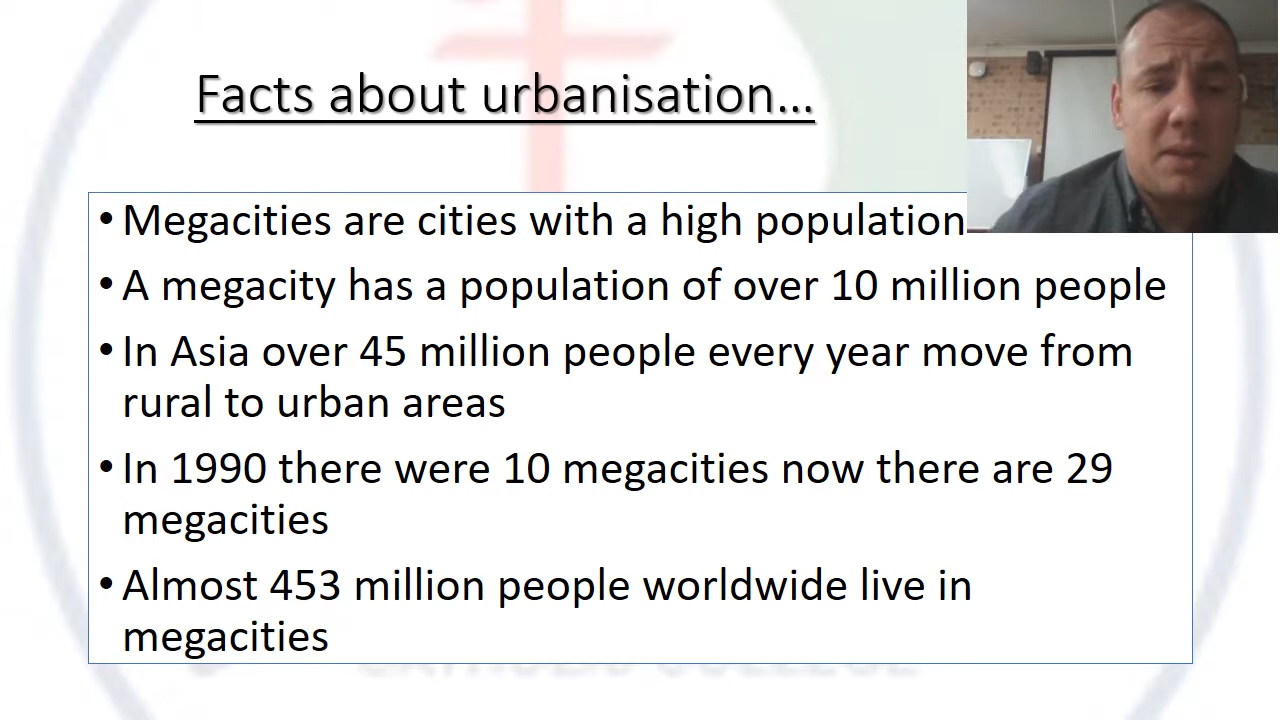 Facts about urbanisation...
• Megacities are cities with a high population
• A megacity has a population of over 10 million people
• In Asia over 45 million people every year move from
rural to urban areas
• In 1990 there were 10 megacities now there are 29
megacities
• Almost 453 million people worldwide live in
megacities
CATHOLIC COLLEGE